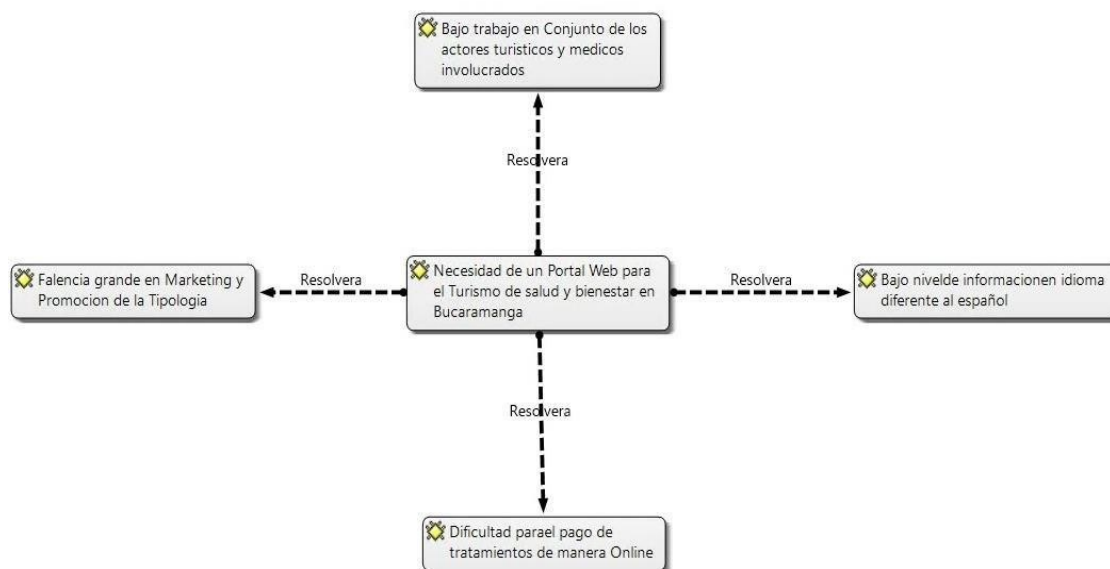 Bajo trabajo en Conjunto de los
actores turisticos y medicos
involucrados
Resolvera
Falencia grande en Marketing y
Promocion de la Tipologia
Resolvera
Necesidad de un Portal Web para
el Turismo de salud y bienestar en
Bucaramanga
Resolvera
Bajo nivelde informacionen idioma
diferente al español
Resolvera
Dificultad parael pago de
tratamientos de manera Online